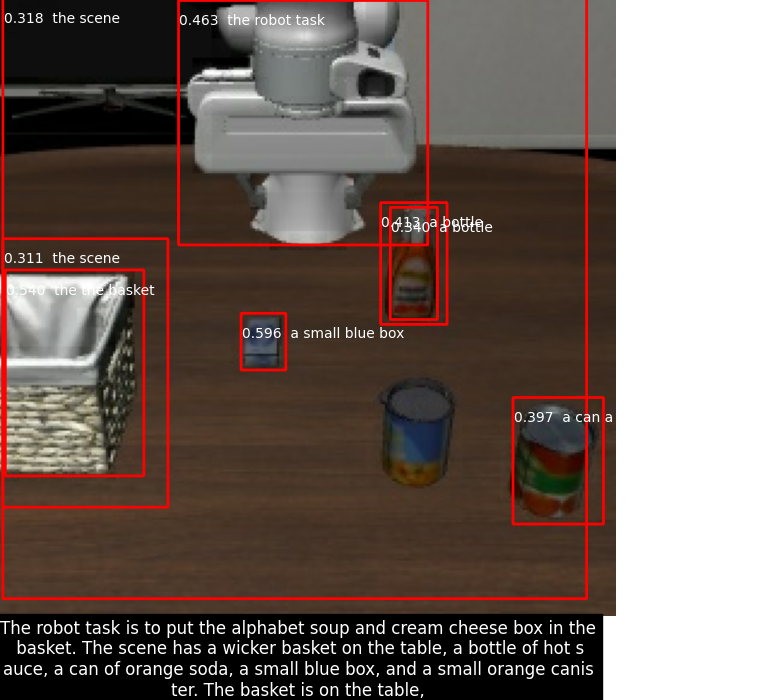 0.318 the scene
0.463 the robot task
0.413 a bottle
0.340 a bottle
0.311 the scene
0.540 the the basket
0.596 a small blue box
0.397 a can a
The robot task is to put the alphabet soup and cream cheese box in the
basket. The scene has a wicker basket on the table, a bottle of hot s
auce, a can of orange soda, a small blue box, and a small orange canis
ter. The basket is on the table,